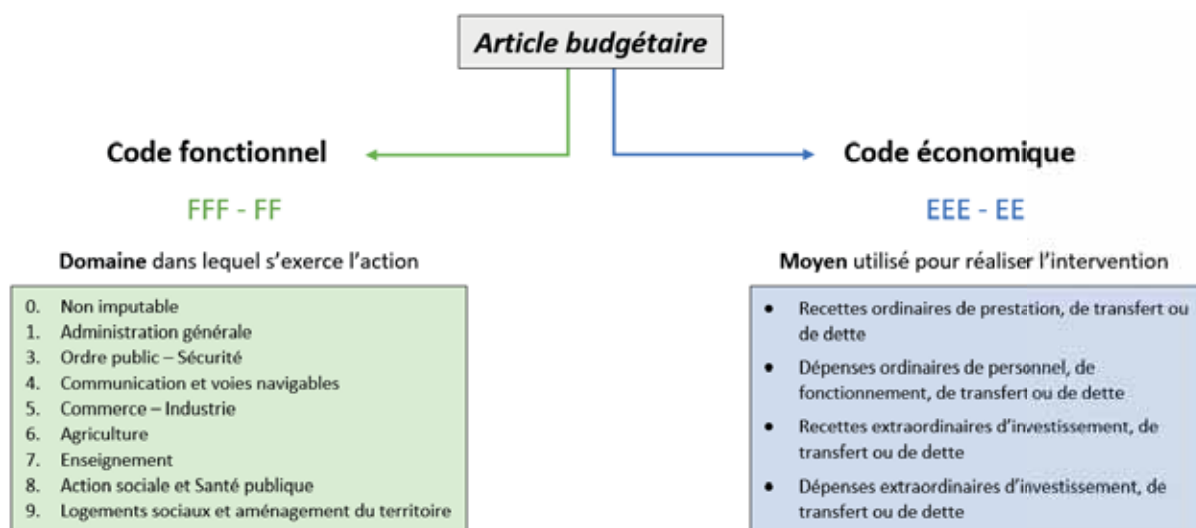 Article budgétaire
Code fonctionnel
FFF - FF
Domaine dans lequel s'exerce l'action
0. Non imputable
1. Administration générale
3. Ordre public – Sécurité
4. Communication et voies navigables
5. Commerce – Industrie
6. Agriculture
7. Enseignement
8. Action sociale et Santé publique
9. Logements sociaux et aménagement du territoire
Code économique
EEE - EE
Moyen utilisé pour réaliser l'intervention
• Recettes ordinaires de prestation, de transfert ou
de dette
• Dépenses ordinaires de personnel, de
fonctionnement, de transfert ou de dette
• Recettes extraordinaires d'investissement, de
transfert ou de dette
• Dépenses extraordinaires d'investissement, de
transfert ou de dette